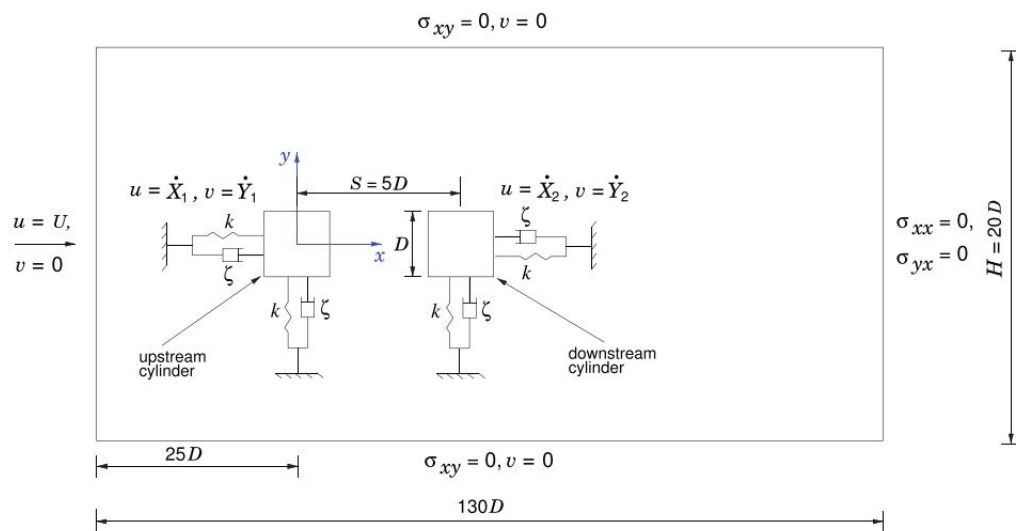 σ_xy = 0, v = 0
y
S = 5D
u = Ẋ_1 , v = Ẏ_1
u = Ẋ_2 , v = Ẏ_2
u = U,
v = 0
k
ζ
x
D
ζ
k
σ_xx = 0,
σ_yx = 0
H = 20D
k
ζ
k
ζ
upstream
cylinder
downstream
cylinder
25D
σ_xy = 0, v = 0
130D